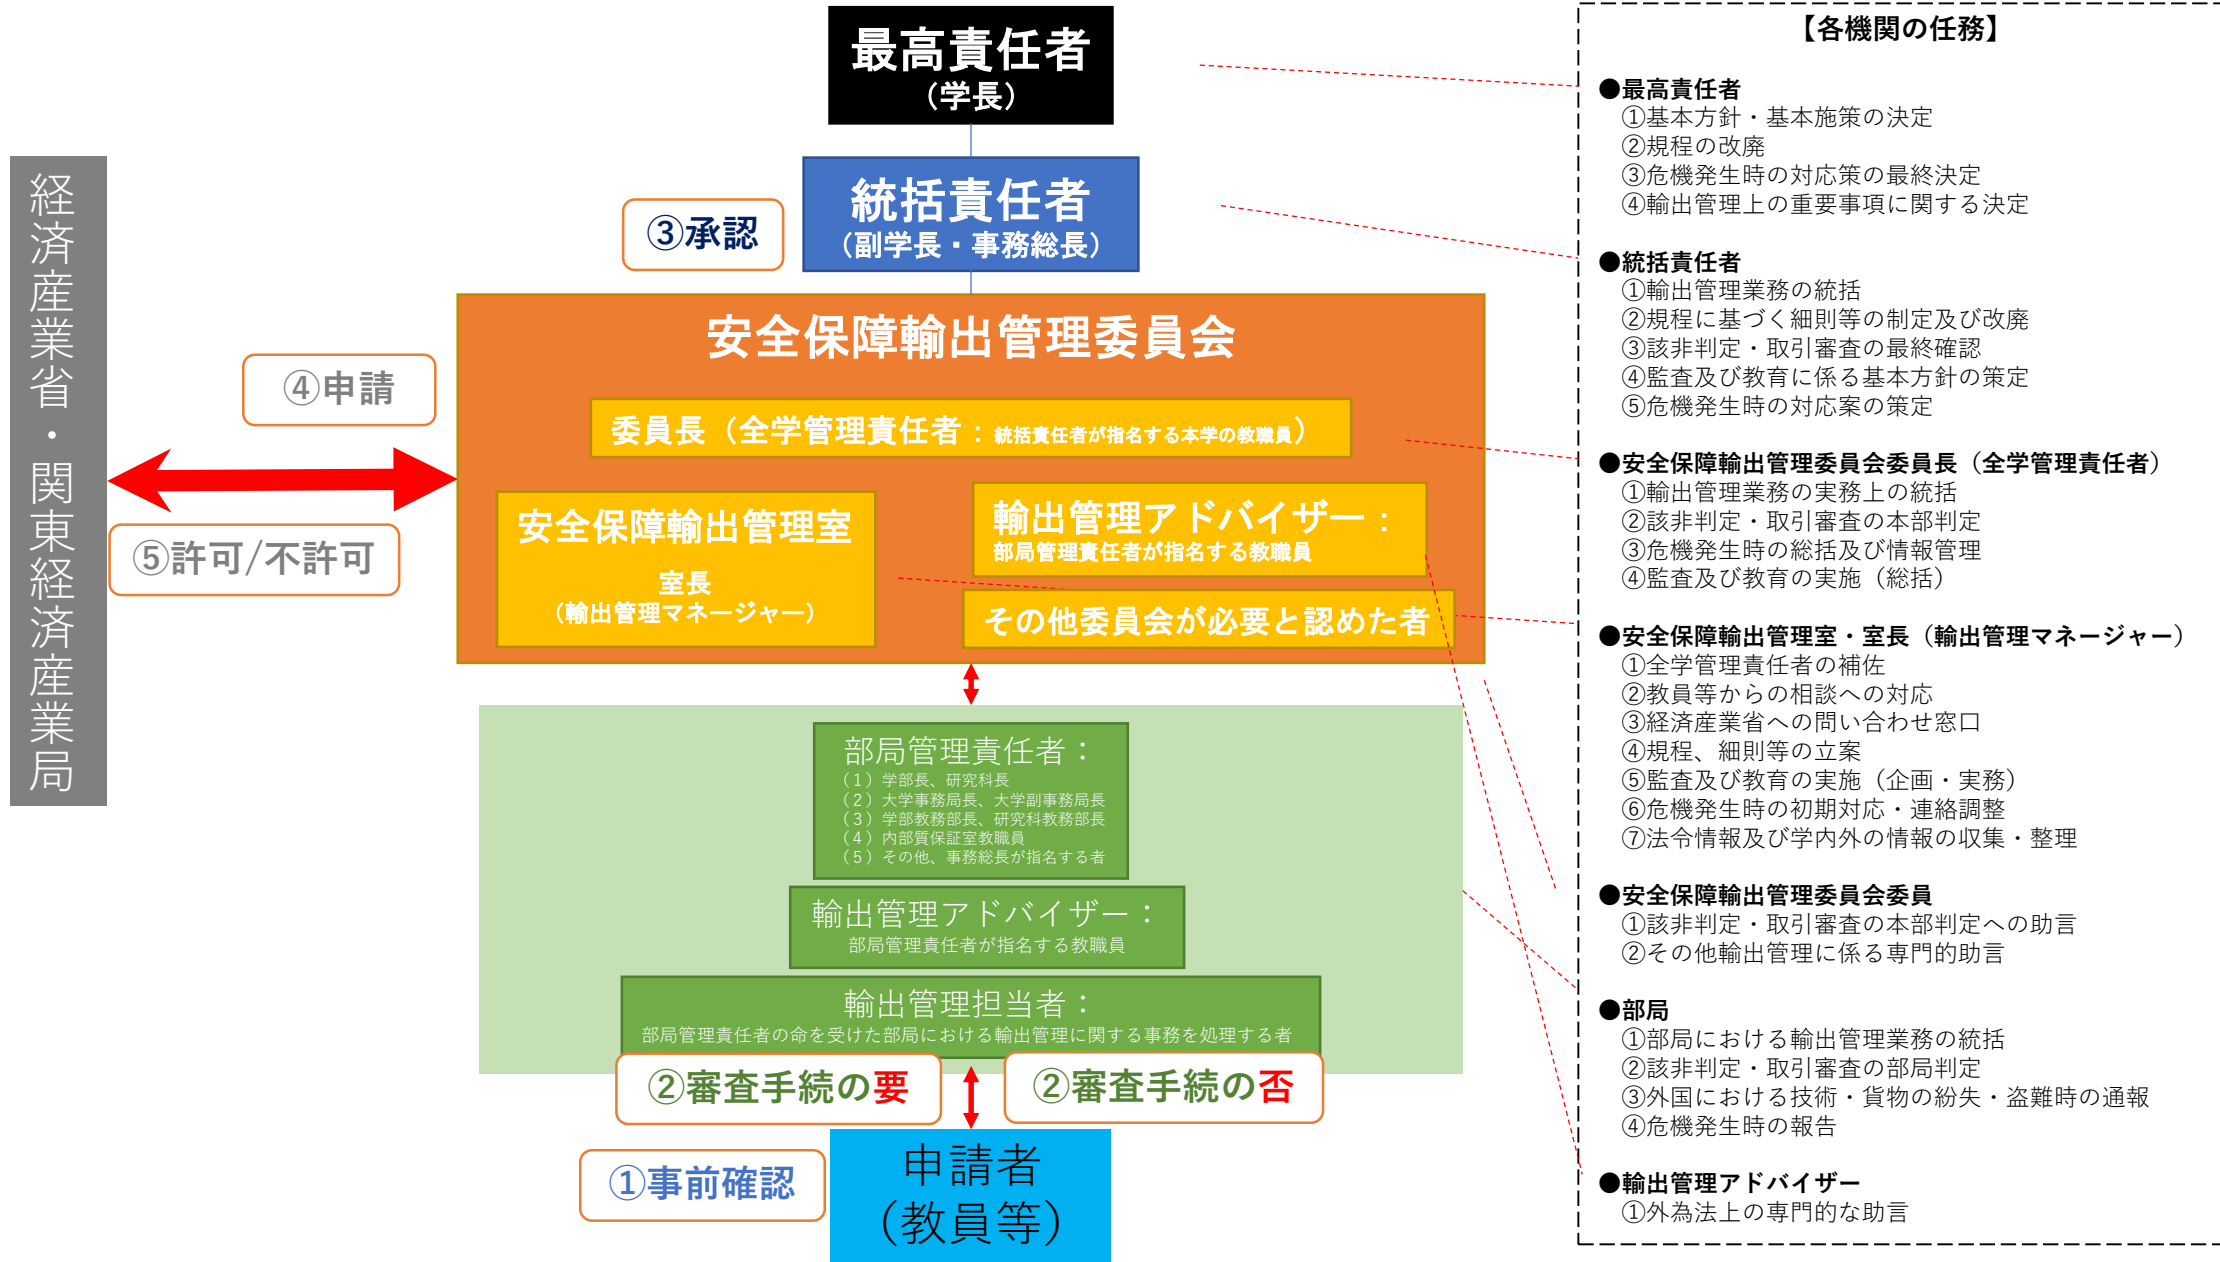 最高責任者
（学長）
統括責任者
（副学長・事務総長）
③承認
安全保障輸出管理委員会
委員長（全学管理責任者：統括責任者が指名する本学の教職員）
安全保障輸出管理室
室長
（輸出管理マネージャー）
輸出管理アドバイザー：
部局管理責任者が指名する教職員
その他委員会が必要と認めた者
経済産業省・関東経済産業局
④申請
⑤許可/不許可
部局管理責任者：
（1）学部長、研究科長
（2）大学事務局長、大学副事務局長
（3）学部教務部長、研究科教務部長
（4）内部質保証室教職員
（5）その他、事務総長が指名する者
輸出管理アドバイザー：
部局管理責任者が指名する教職員
輸出管理担当者：
部局管理責任者の命を受けた部局における輸出管理に関する事務を処理する者
②審査手続の要
②審査手続の否
①事前確認
申請者
（教員等）
【各機関の任務】
●最高責任者
①基本方針・基本施策の決定
②規程の改廃
③危機発生時の対応策の最終決定
④輸出管理上の重要事項に関する決定
●統括責任者
①輸出管理業務の統括
②規程に基づく細則等の制定及び改廃
③該非判定・取引審査の最終確認
④監査及び教育に係る基本方針の策定
⑤危機発生時の対応案の策定
●安全保障輸出管理委員会委員長（全学管理責任者）
①輸出管理業務の実務上の統括
②該非判定・取引審査の本部判定
③危機発生時の総括及び情報管理
④監査及び教育の実施（総括）
●安全保障輸出管理室・室長（輸出管理マネージャー）
①全学管理責任者の補佐
②教員等からの相談への対応
③経済産業省への問い合わせ窓口
④規程、細則等の立案
⑤監査及び教育の実施（企画・実務）
⑥危機発生時の初期対応・連絡調整
⑦法令情報及び学内外の情報の収集・整理
●安全保障輸出管理委員会委員
①該非判定・取引審査の本部判定への助言
②その他輸出管理に係る専門的助言
●部局
①部局における輸出管理業務の統括
②該非判定・取引審査の部局判定
③外国における技術・貨物の紛失・盗難時の通報
④危機発生時の報告
●輸出管理アドバイザー
①外為法上の専門的な助言